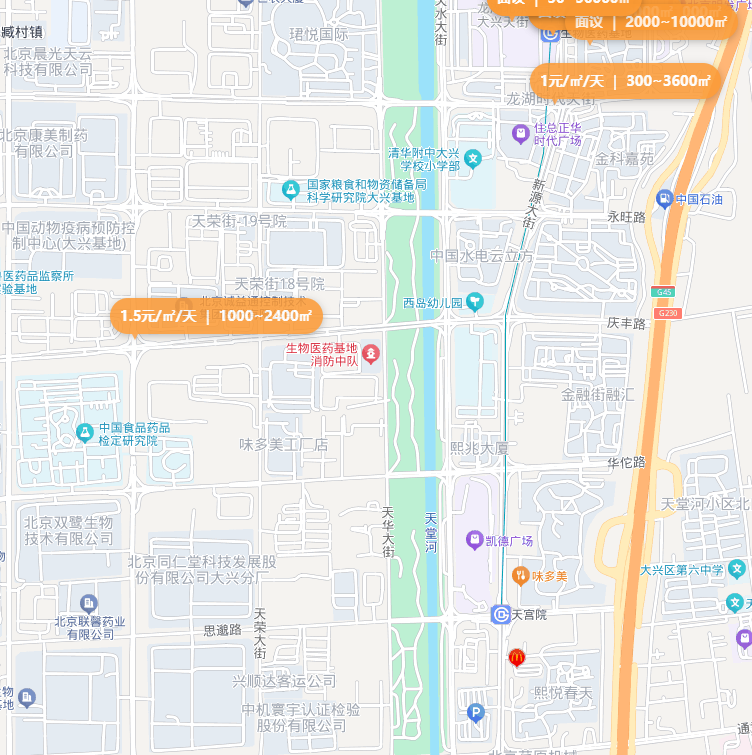 臧村镇
北京晨光天云
科技有限公司
珺悦国际
天水大街
大兴天街
面议 | 2000~10000㎡
生物医药基地
1元/㎡/天 | 300~3600㎡
龙湖时代天街
住总正华
时代广场
北京康美制药
有限公司
清华附中大兴
学校小学部
金科嘉苑
国家粮食和物资储备局
科学研究院大兴基地
新源大街
中国石油
永旺路
天荣街-19号院
中国动物疫病预防控
制中心(大兴基地)
中国水电云立方
医药品监察所
验基地
天荣街18号院
G45
G230
西岛幼儿园
1.5元/㎡/天 | 1000~2400㎡
庆丰路
生物医药基地
消防中队
金融街融汇
中国食品药品
检定研究院
味多美工厂店
熙兆大厦
华佗路
天堂河小区北
北京双鹭生物
技术有限公司
天华大街
天堂河
凯德广场
北京同仁堂科技发展股
份有限公司大兴分厂
味多美
大兴区第六中学
北京联馨药业
有限公司
天荣大街
思邈路
天宫院
兴顺达客运公司
熙悦春天
中机寰宇认证检验
股份有限公司
P